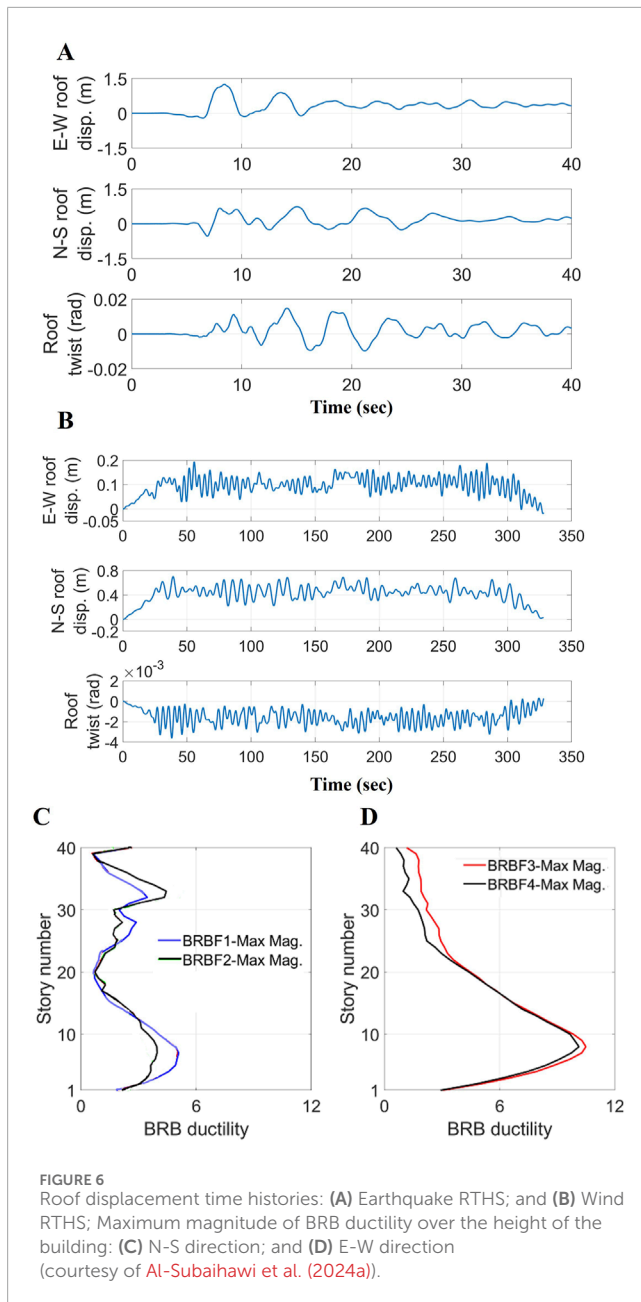 A
E-W roof
disp. (m)
1.5
0
-1.5
0 10 20 30 40
N-S roof
disp. (m)
1.5
0
-1.5
0 10 20 30 40
Roof
twist (rad)
0.02
0
-0.02
0 10 20 30 40
Time (sec)
B
E-W roof
disp. (m)
0.2
0.1
0
-0.05
0 50 100 150 200 250 300 350
N-S roof
disp. (m)
0.8
0.4
0
-0.2
0 50 100 150 200 250 300 350
×10-3
Roof
twist (rad)
2
0
-2
-4
0 50 100 150 200 250 300 350
Time (sec)
C
Story number
40
30
20
10
1
BRBF1-Max Mag.
BRBF2-Max Mag.
0 6 12
BRB ductility
D
Story number
40
30
20
10
1
BRBF3-Max Mag.
BRBF4-Max Mag.
0 6 12
BRB ductility
FIGURE 6
Roof displacement time histories: (A) Earthquake RTHS; and (B) Wind
RTHS; Maximum magnitude of BRB ductility over the height of the
building: (C) N-S direction; and (D) E-W direction
(courtesy of Al-Subaihawi et al. (2024a)).